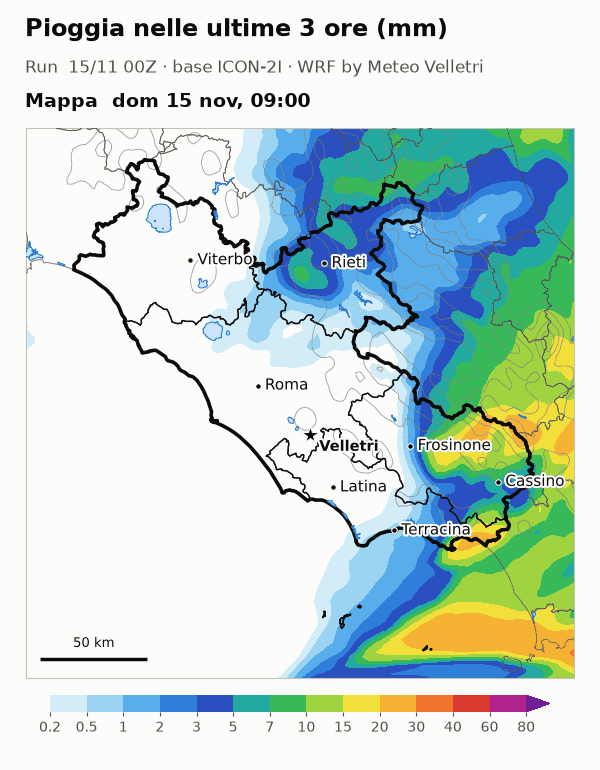 Pioggia nelle ultime 3 ore (mm)
Run 15/11 00Z · base ICON-2I · WRF by Meteo Velletri
Mappa dom 15 nov, 09:00
Viterbo
Rieti
Roma
Velletri
Frosinone
Latina
Cassino
Terracina
50 km
0.2 0.5 1 2 3 5 7 10 15 20 30 40 60 80